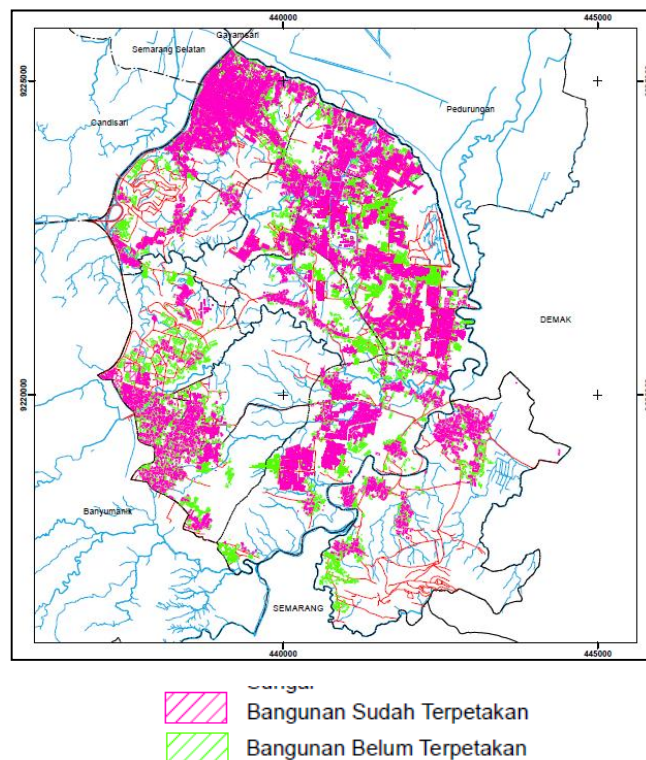 440000 445000
Gayamsari
Semarang Selatan
9225000
Candisari
Pedurungan
DEMAK
9220000
Banyumanik
SEMARANG
440000 445000
Sungai
Bangunan Sudah Terpetakan
Bangunan Belum Terpetakan